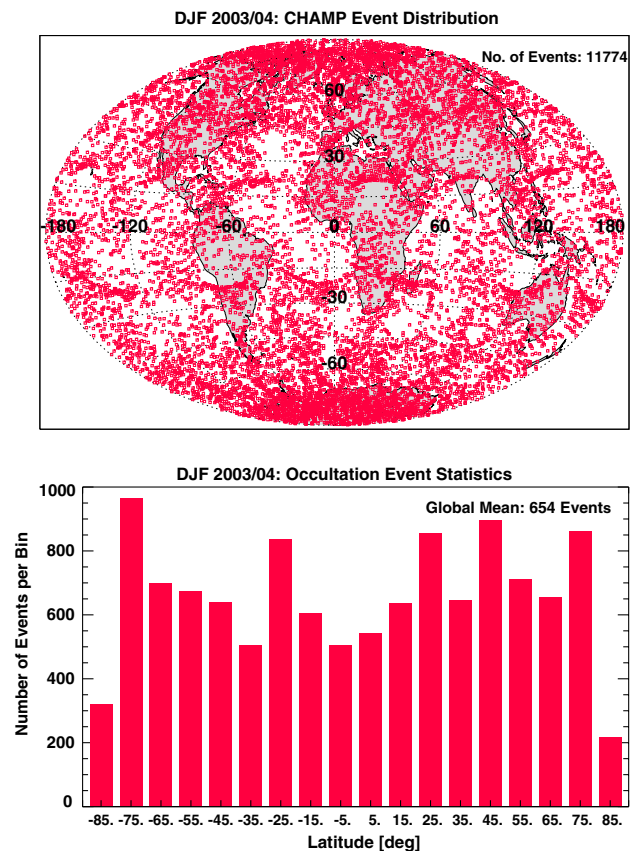 DJF 2003/04: CHAMP Event Distribution
No. of Events: 11774
60
30
-180 -120 -60 0 60 120 180
-30
-60
DJF 2003/04: Occultation Event Statistics
Global Mean: 654 Events
Number of Events per Bin
1000
800
600
400
200
0
-85. -75. -65. -55. -45. -35. -25. -15. -5. 5. 15. 25. 35. 45. 55. 65. 75. 85.
Latitude [deg]